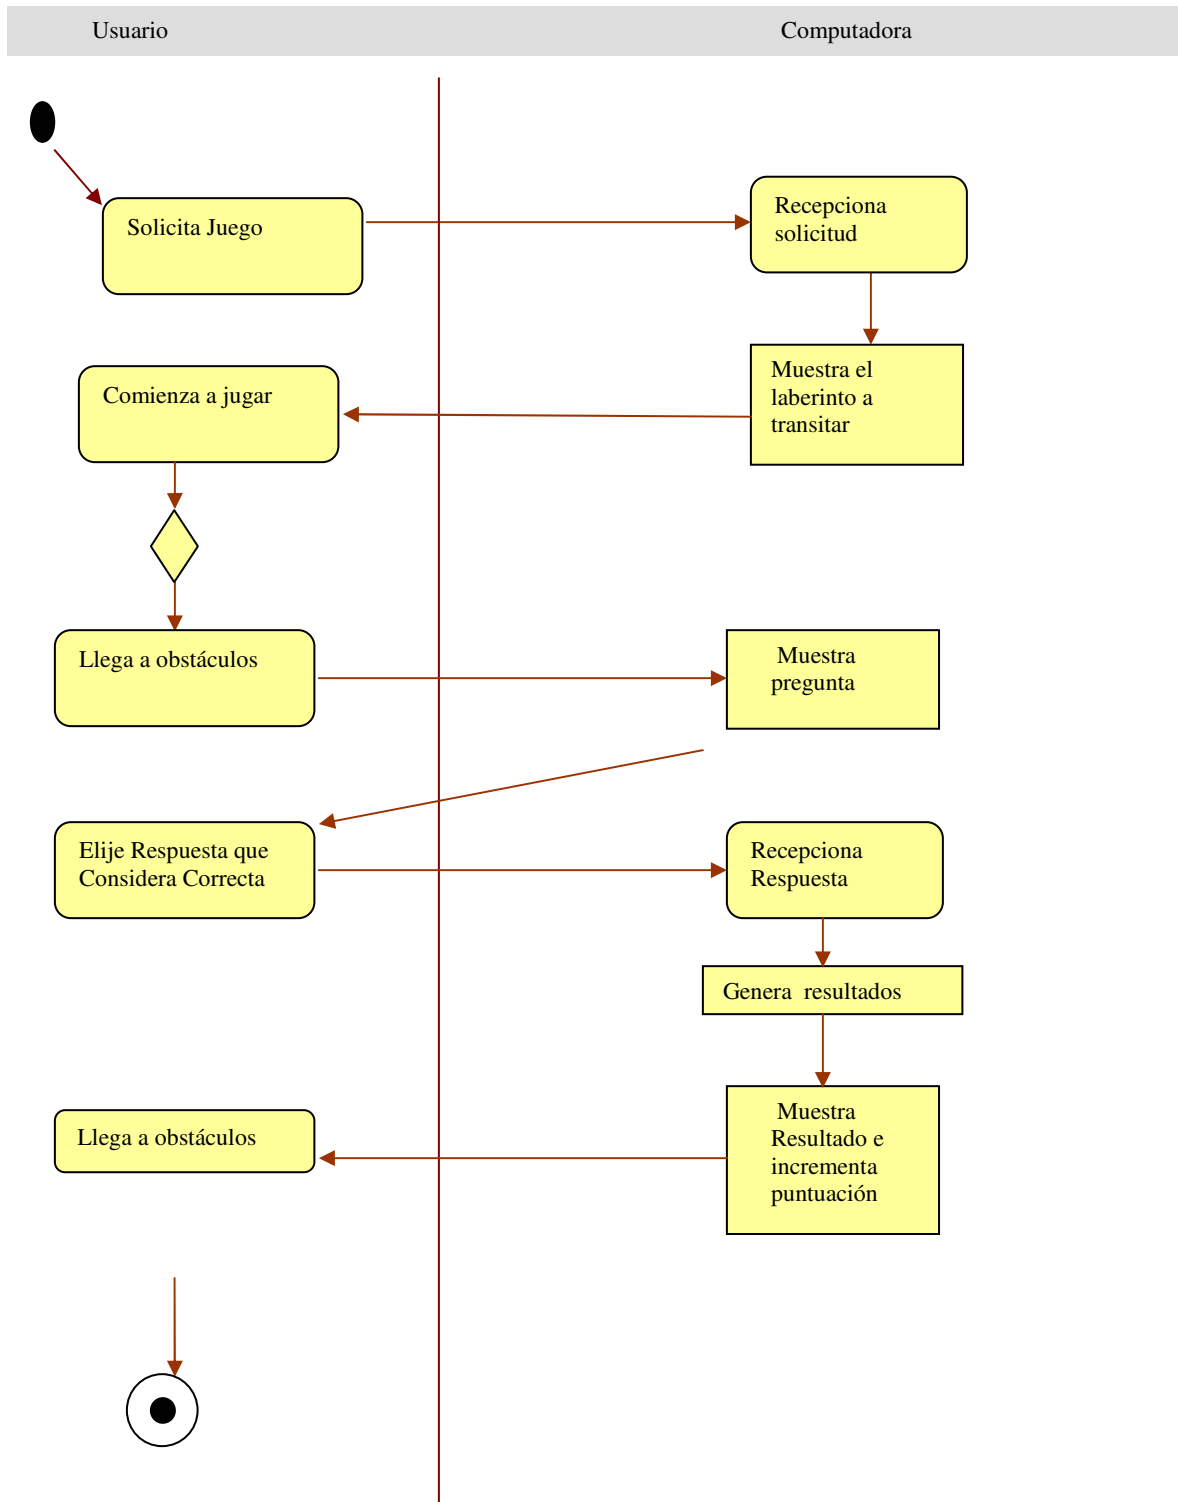 Usuario
Computadora
Solicita Juego
Recepciona
solicitud
Muestra el
laberinto a
transitar
Comienza a jugar
Llega a obstáculos
Muestra
pregunta
Elije Respuesta que
Considera Correcta
Recepciona
Respuesta
Genera resultados
Muestra
Resultado e
incrementa
puntuación
Llega a obstáculos